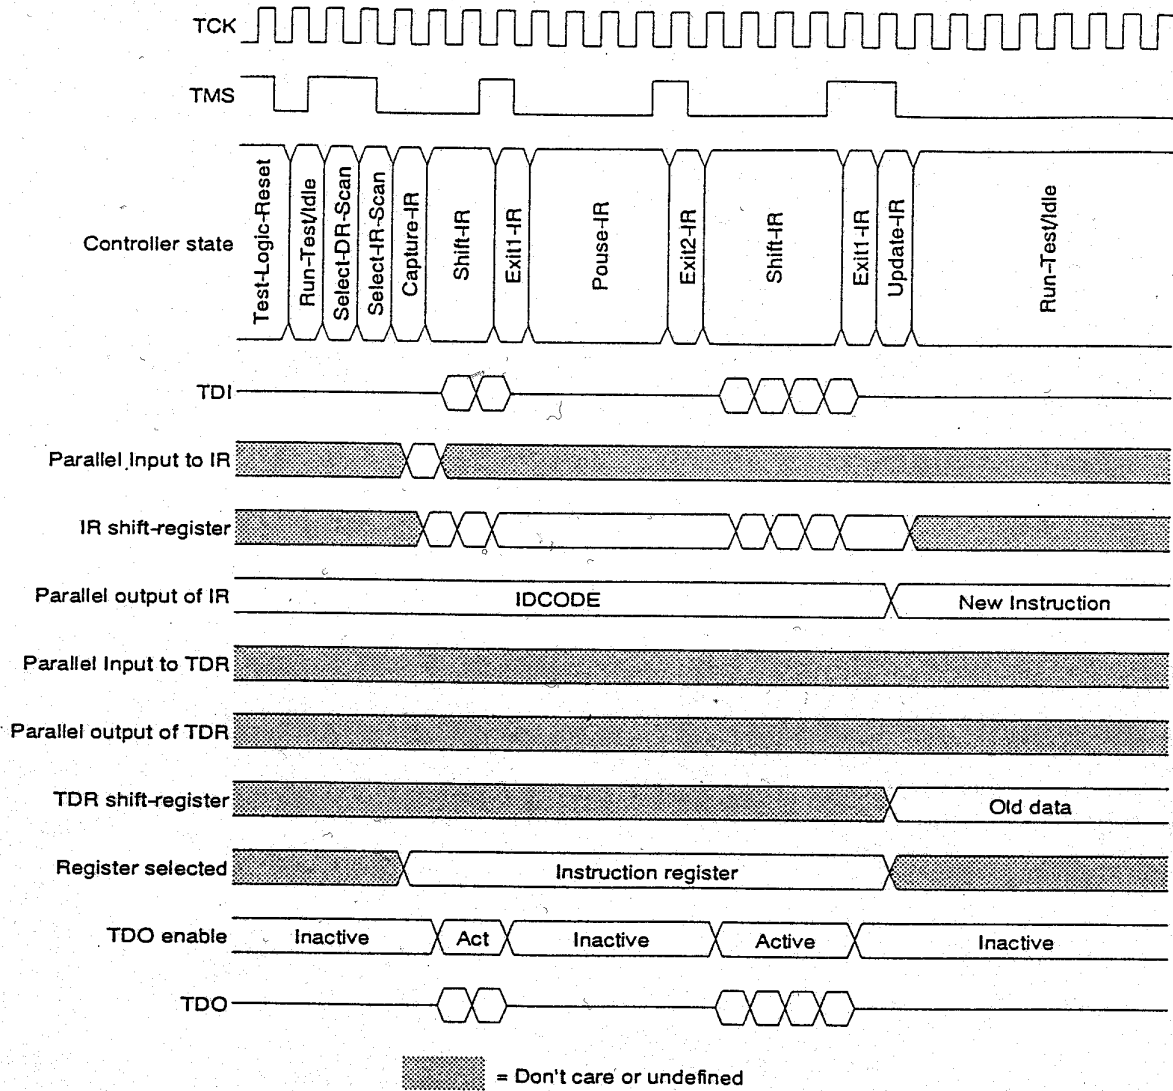 TCK
TMS
Controller state
Test-Logic-Reset
Run-Test/Idle
Select-DR-Scan
Select-IR-Scan
Capture-IR
Shift-IR
Exit1-IR
Pouse-IR
Exit2-IR
Shift-IR
Exit1-IR
Update-IR
Run-Test/Idle
TDI
Parallel Input to IR
IR shift-register
Parallel output of IR
IDCODE
New Instruction
Parallel Input to TDR
Parallel output of TDR
TDR shift-register
Old data
Register selected
Instruction register
TDO enable
Inactive
Act
Inactive
Active
Inactive
TDO
= Don't care or undefined